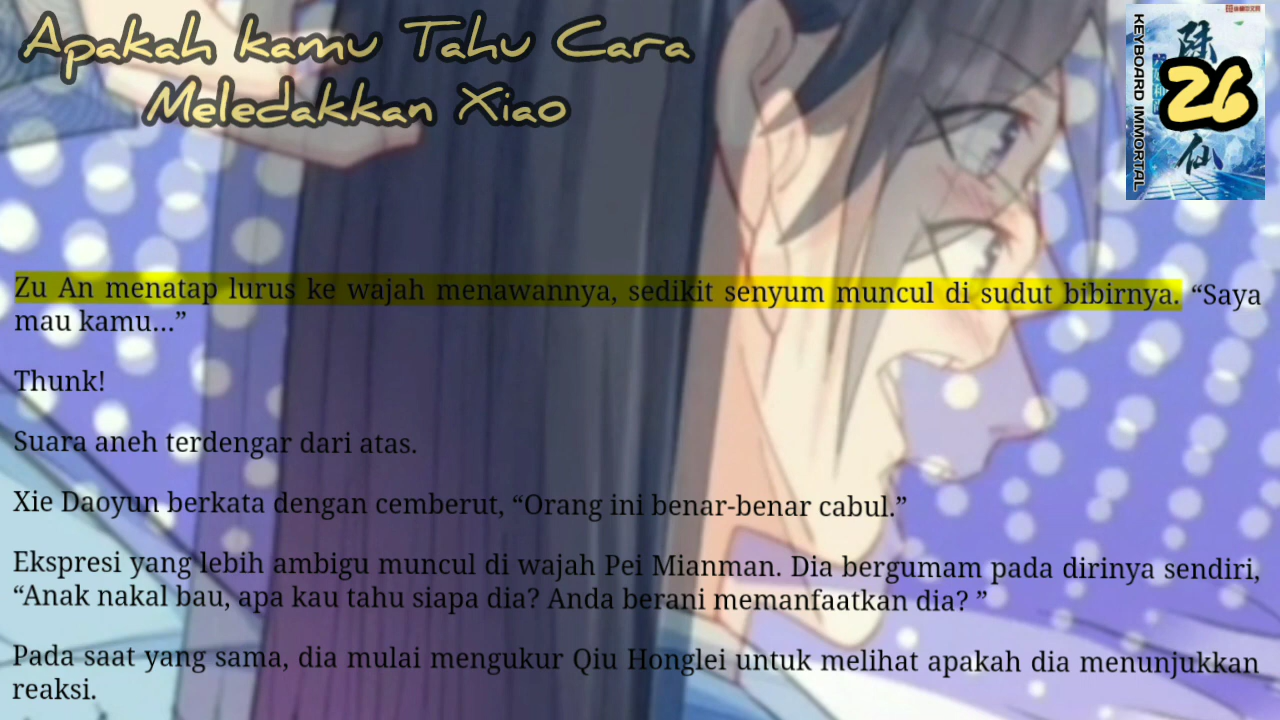 Apakah kamu Tahu Cara
Meledakkan Xiao
KEYBOARD IMMORTAL
陆
26
仙
Zu An menatap lurus ke wajah menawannya, sedikit senyum muncul di sudut bibirnya. “Saya
mau kamu…”
Thunk!
Suara aneh terdengar dari atas.
Xie Daoyun berkata dengan cemberut, “Orang ini benar-benar cabul.”
Ekspresi yang lebih ambigu muncul di wajah Pei Mianman. Dia bergumam pada dirinya sendiri,
“Anak nakal bau, apa kau tahu siapa dia? Anda berani memanfaatkan dia? ”
Pada saat yang sama, dia mulai mengukur Qiu Honglei untuk melihat apakah dia menunjukkan
reaksi.